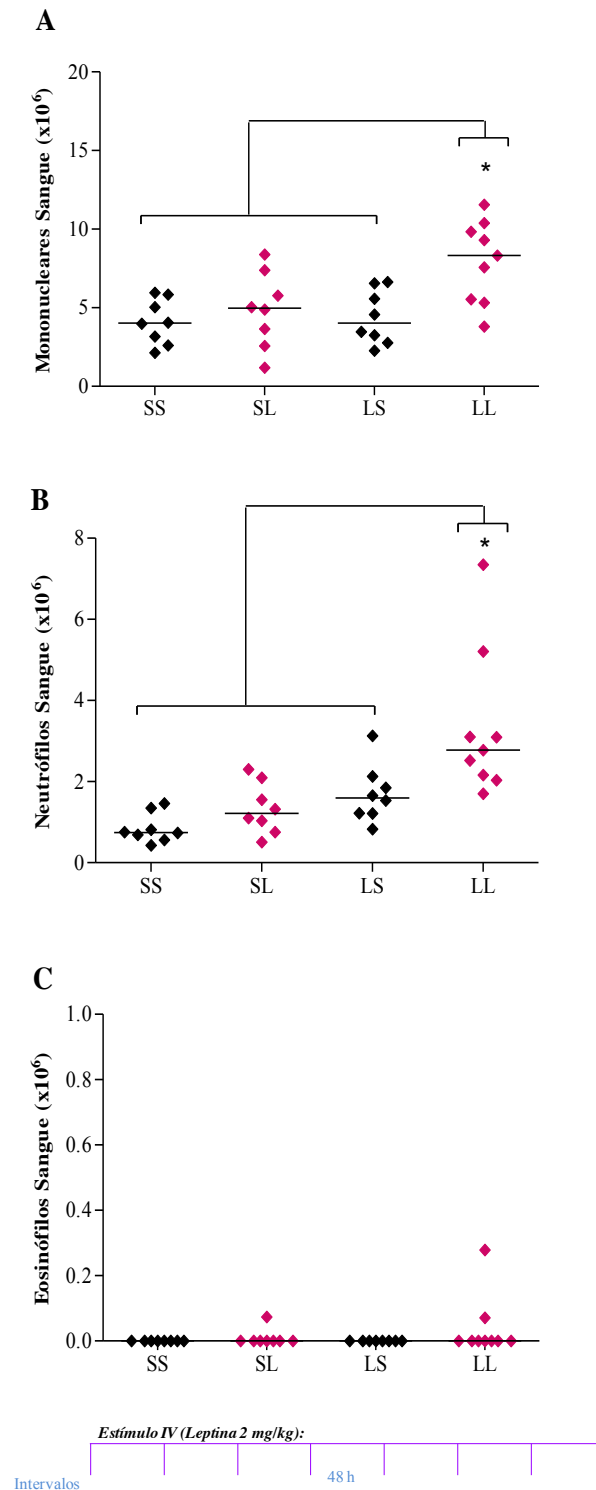 A
Mononucleares Sangue (x10⁶)
20
15
10
5
0
*
SS SL LS LL
B
Neutrófilos Sangue (x10⁶)
8
6
4
2
0
*
SS SL LS LL
C
Eosinófilos Sangue (x10⁶)
1.0
0.8
0.6
0.4
0.2
0.0
SS SL LS LL
Estímulo IV (Leptina 2 mg/kg):
Intervalos 48 h